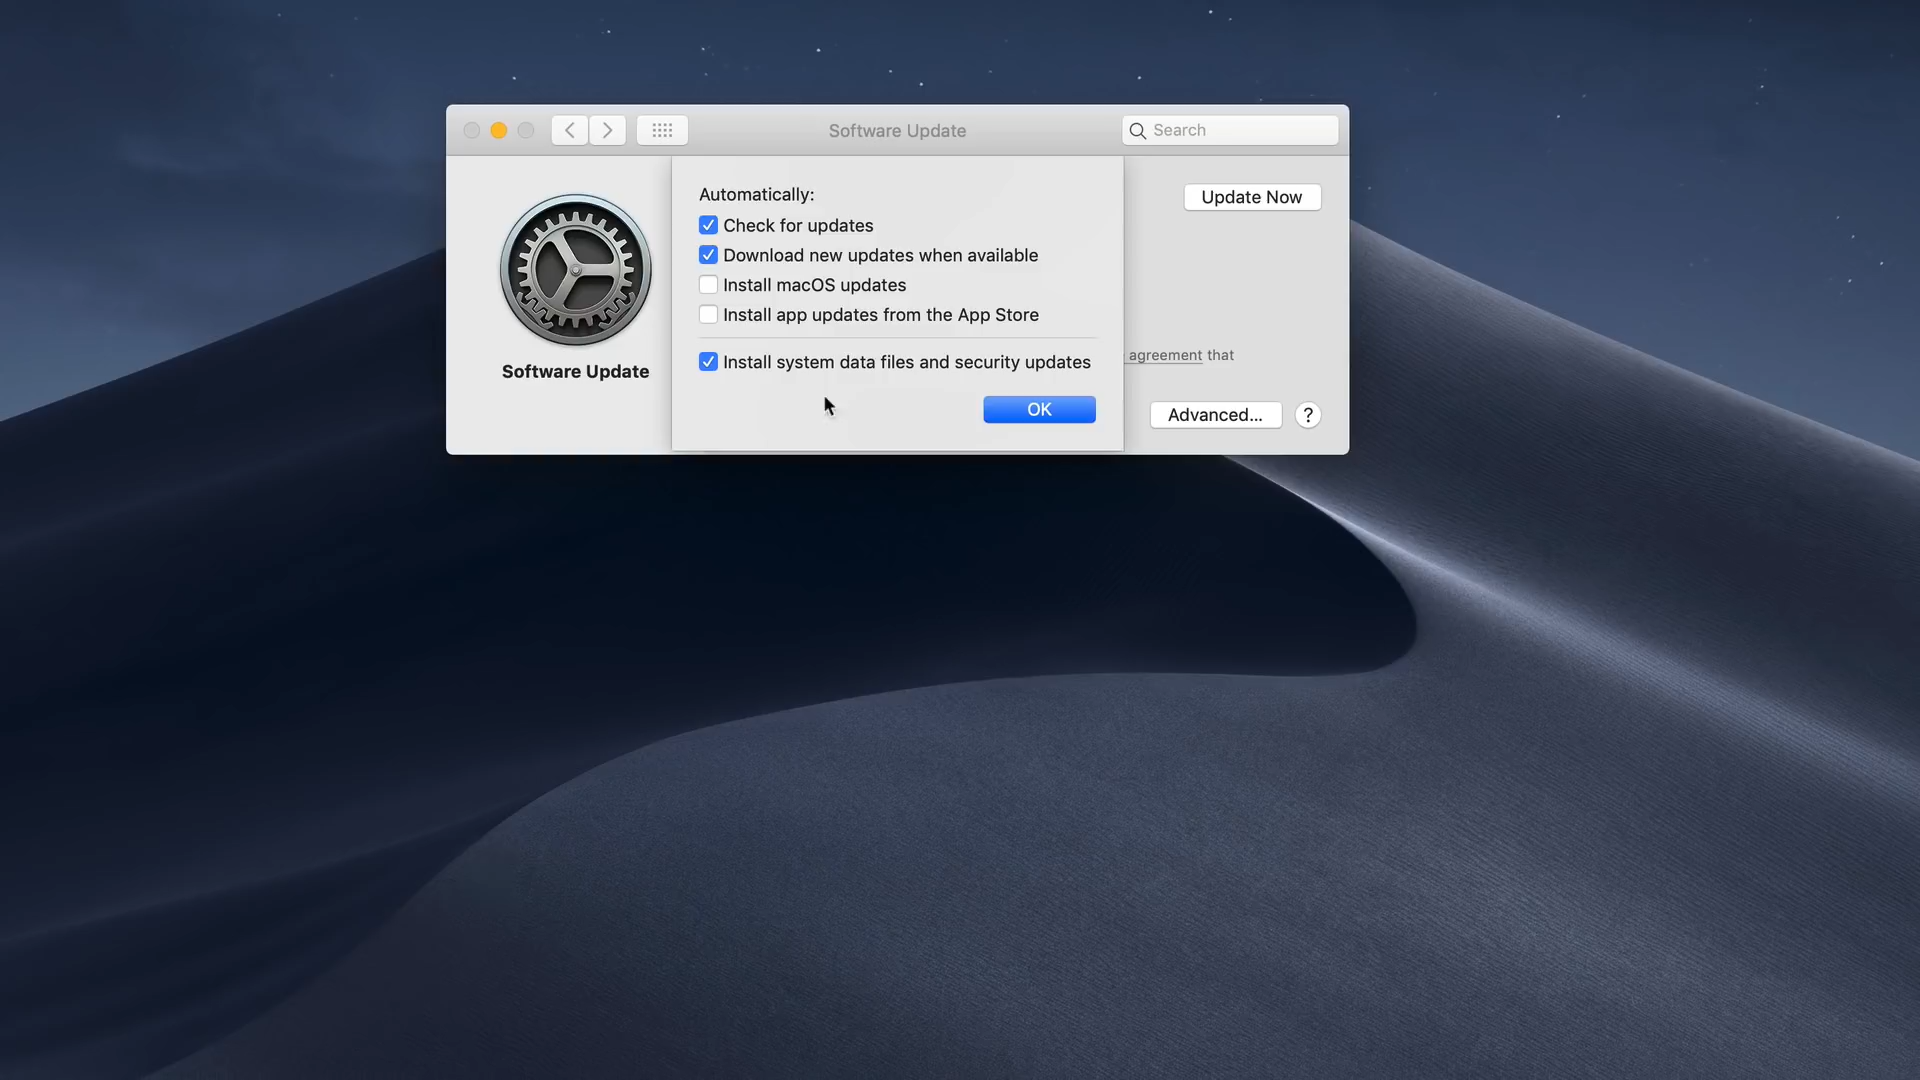 Software Update
Search
Automatically:
Check for updates
Download new updates when available
Install macOS updates
Install app updates from the App Store
Install system data files and security updates
OK
Software Update
Update Now
agreement that
Advanced...
?